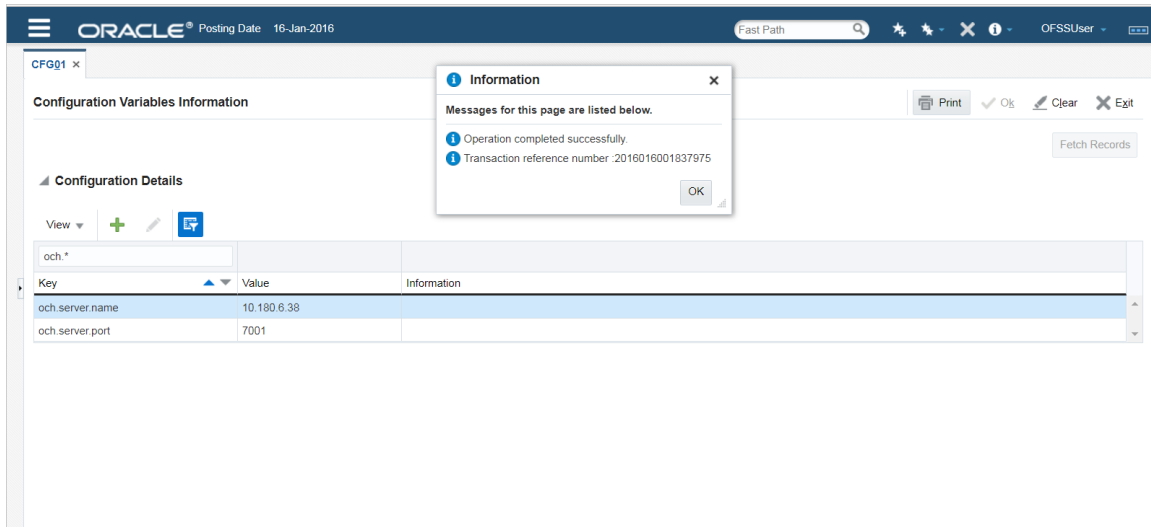 ORACLE® Posting Date 16-Jan-2016 Fast Path OFSSUser
CFG01 ×
Information
Configuration Variables Information Print Ok Clear Exit
Messages for this page are listed below.
Operation completed successfully.
Fetch Records
Transaction reference number :2016016001837975
Configuration Details
OK
View
och.*
Key Value Information
och.server.name 10.180.6.38
och.server.port 7001